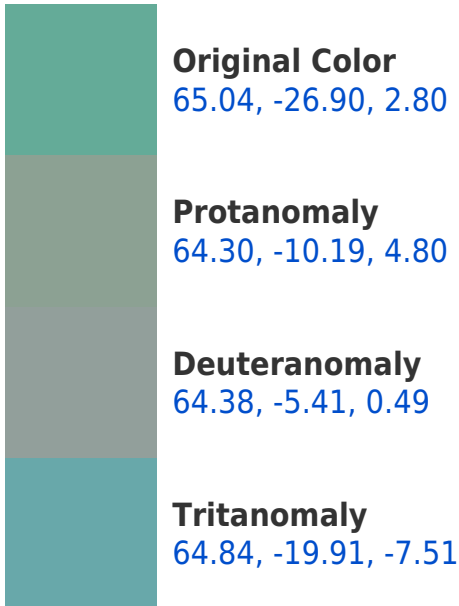 Original Color
65.04, -26.90, 2.80
Protanomaly
64.30, -10.19, 4.80
Deuteranomaly
64.38, -5.41, 0.49
Tritanomaly
64.84, -19.91, -7.51